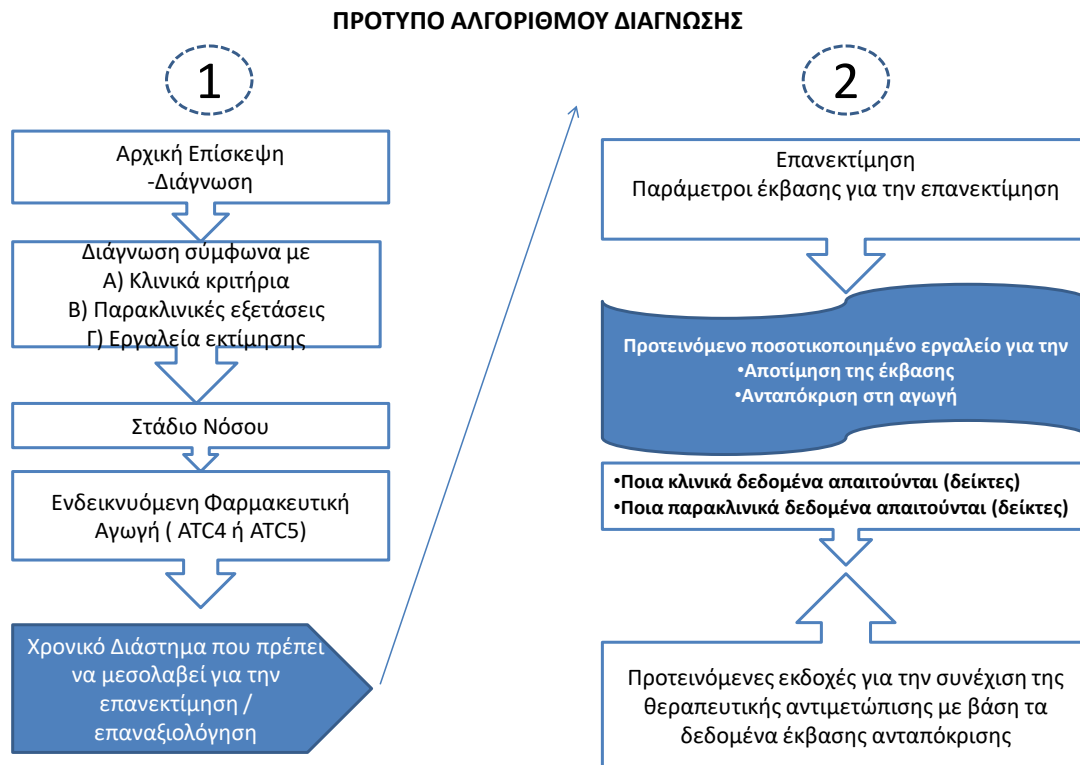 ΠΡΟΤΥΠΟ ΑΛΓΟΡΙΘΜΟΥ ΔΙΑΓΝΩΣΗΣ
1
Αρχική Επίσκεψη
-Διάγνωση
Διάγνωση σύμφωνα με
Α) Κλινικά κριτήρια
Β) Παρακλινικές εξετάσεις
Γ) Εργαλεία εκτίμησης
Στάδιο Νόσου
Ενδεικνυόμενη Φαρμακευτική
Αγωγή ( ATC4 ή ATC5)
Χρονικό Διάστημα που πρέπει
να μεσολαβεί για την
επανεκτίμηση /
επαναξιολόγηση
2
Επανεκτίμηση
Παράμετροι έκβασης για την επανεκτίμηση
Προτεινόμενο ποσοτικοποιημένο εργαλείο για την
•Αποτίμηση της έκβασης
•Ανταπόκριση στη αγωγή
•Ποια κλινικά δεδομένα απαιτούνται (δείκτες)
•Ποια παρακλινικά δεδομένα απαιτούνται (δείκτες)
Προτεινόμενες εκδοχές για την συνέχιση της
θεραπευτικής αντιμετώπισης με βάση τα
δεδομένα έκβασης ανταπόκρισης